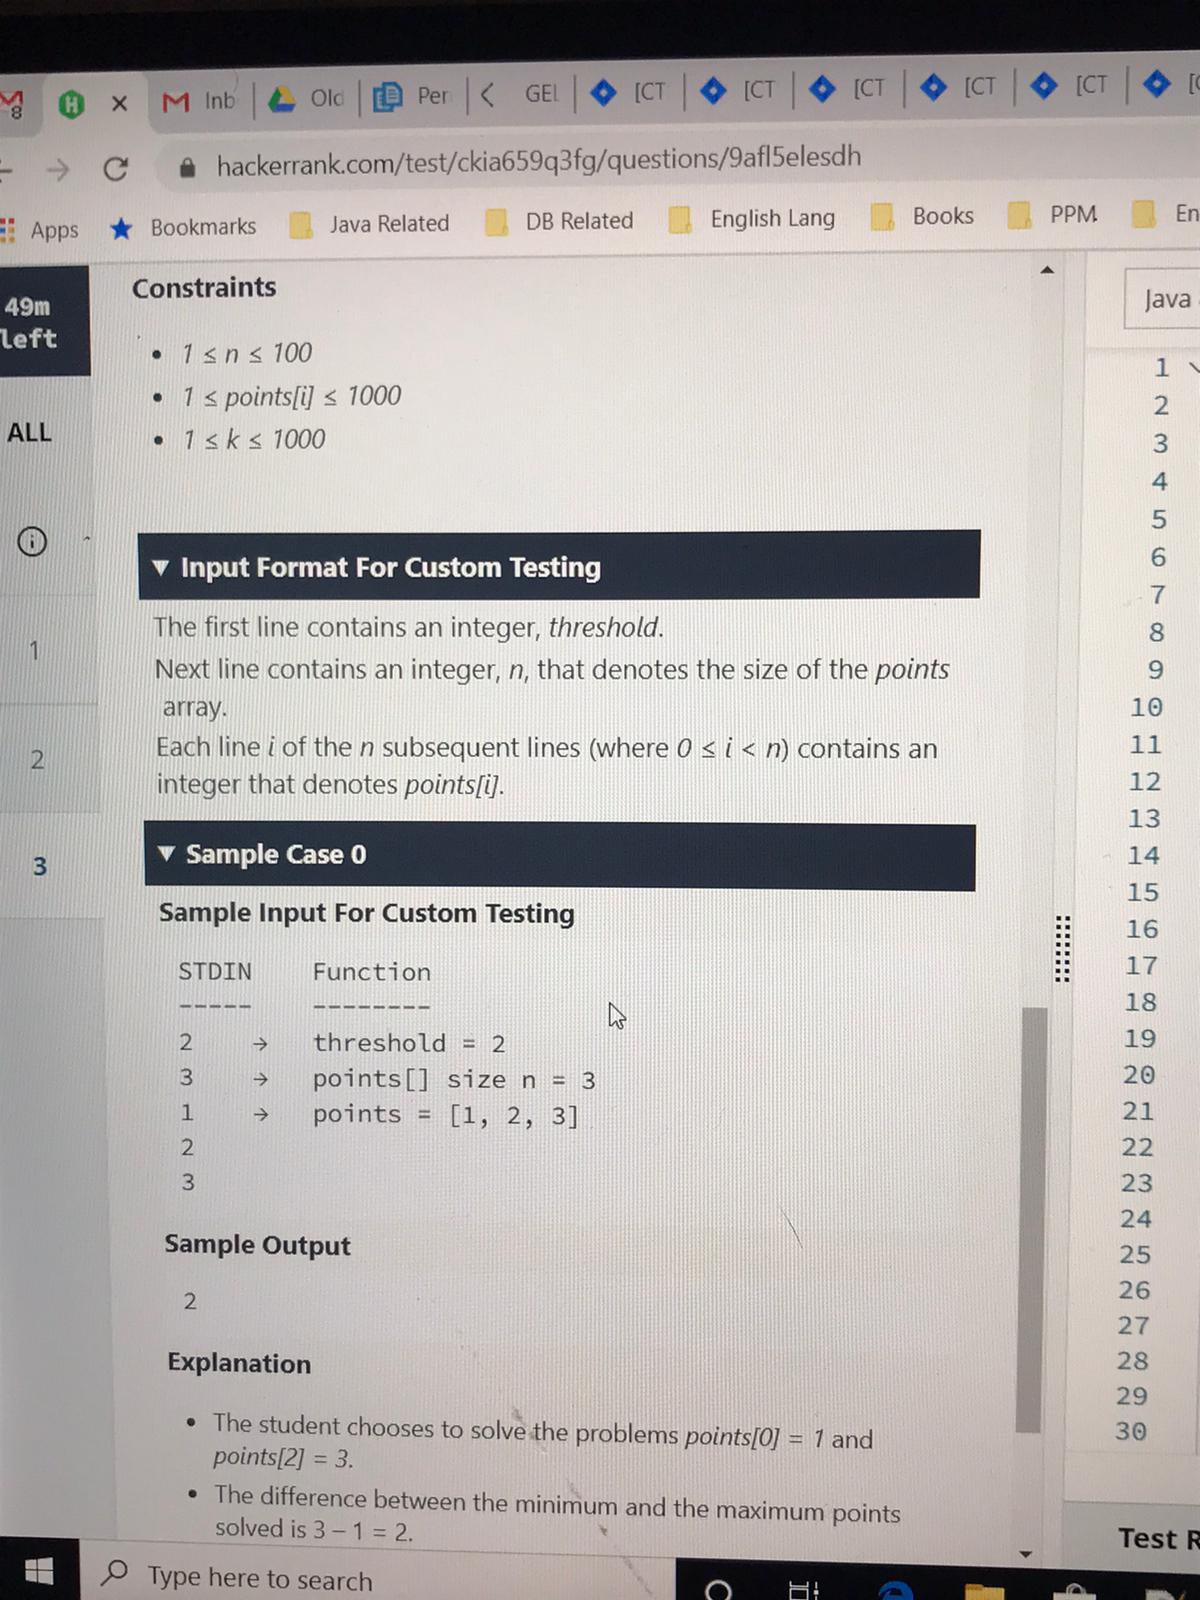 8 H × Inb Old Per GEL [CT [CT [CT [CT [CT
hackerrank.com/test/ckia659q3fg/questions/9afl5elesdh
Apps Bookmarks Java Related DB Related English Lang Books PPM En
49m
left
ALL
1
2
3
Constraints
• 1 ≤ n ≤ 100
• 1 ≤ points[i] ≤ 1000
• 1 ≤ k ≤ 1000
▼ Input Format For Custom Testing
The first line contains an integer, threshold.
Next line contains an integer, n, that denotes the size of the points
array.
Each line i of the n subsequent lines (where 0 ≤ i < n) contains an
integer that denotes points[i].
▼ Sample Case 0
Sample Input For Custom Testing
STDIN Function
----- --------
2 → threshold = 2
3 → points[] size n = 3
1 → points = [1, 2, 3]
2
3
Sample Output
2
Explanation
• The student chooses to solve the problems points[0] = 1 and
points[2] = 3.
• The difference between the minimum and the maximum points
solved is 3 – 1 = 2.
Java
1
2
3
4
5
6
7
8
9
10
11
12
13
14
15
16
17
18
19
20
21
22
23
24
25
26
27
28
29
30
Test R
Type here to search